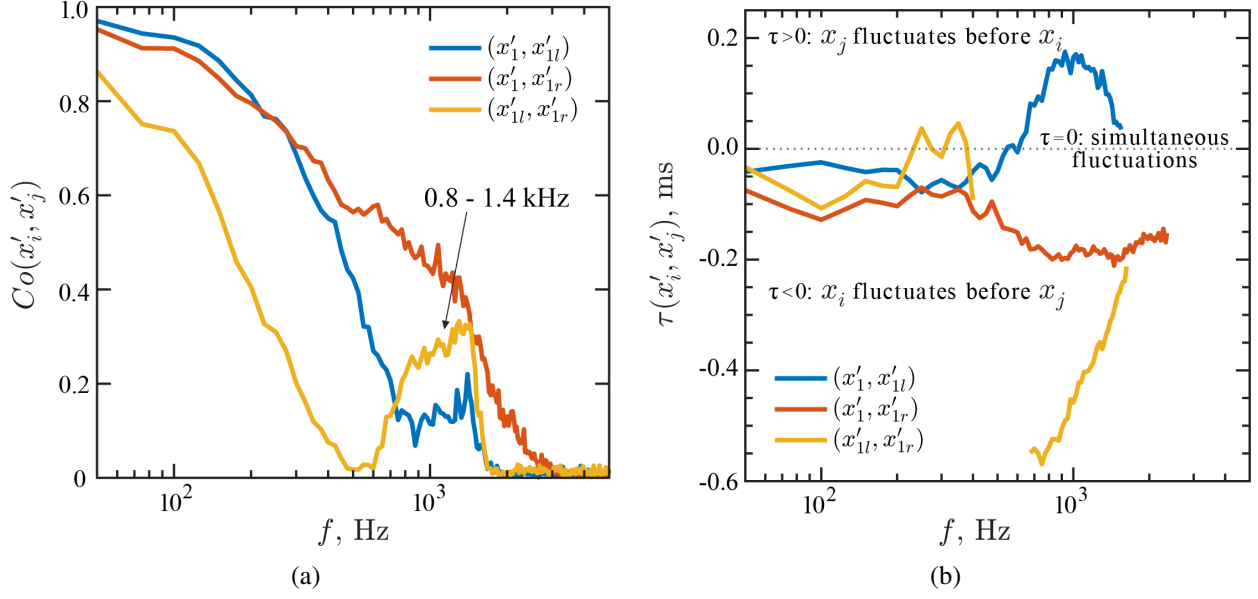 1.0
0.8
0.6
0.4
0.2
0
Co(x′i, x′j)
(x′1, x′1l)
(x′1, x′1r)
(x′1l, x′1r)
0.8 - 1.4 kHz
10²
10³
f, Hz
(a)
0.2
0.0
-0.2
-0.4
-0.6
τ(x′i, x′j), ms
τ>0: xj fluctuates before xi
τ=0: simultaneous
fluctuations
τ<0: xi fluctuates before xj
(x′1, x′1l)
(x′1, x′1r)
(x′1l, x′1r)
10²
10³
f, Hz
(b)